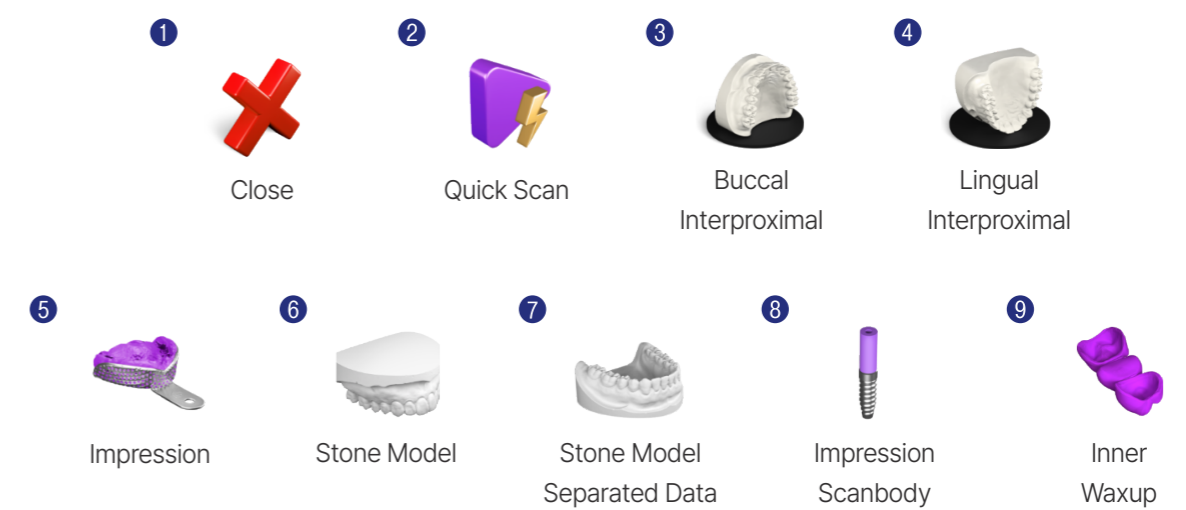 1
2
3
4
Close
Quick Scan
Buccal
Interproximal
Lingual
Interproximal
5
6
7
8
9
Impression
Stone Model
Stone Model
Separated Data
Impression
Scanbody
Inner
Waxup